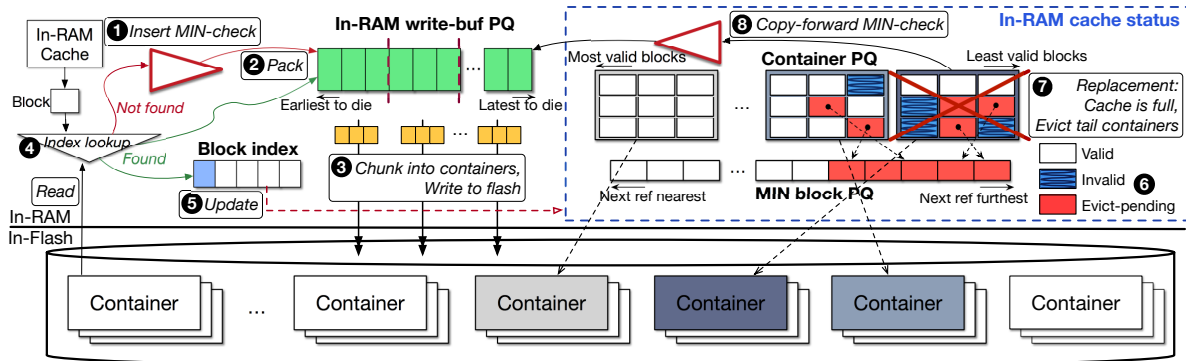 In-RAM
Cache
1 Insert MIN-check
In-RAM write-buf PQ
8 Copy-forward MIN-check
In-RAM cache status
2 Pack
...
Most valid blocks
Container PQ
Least valid blocks
Block
Not found
Earliest to die
Latest to die
...
7 Replacement:
Cache is full,
Evict tail containers
4 Index lookup
Found
Block index
...
3 Chunk into containers,
Write to flash
...
Valid
Invalid
6
Evict-pending
Read
5 Update
Next ref nearest
MIN block PQ
Next ref furthest
In-RAM
In-Flash
Container
...
Container
Container
Container
Container
Container